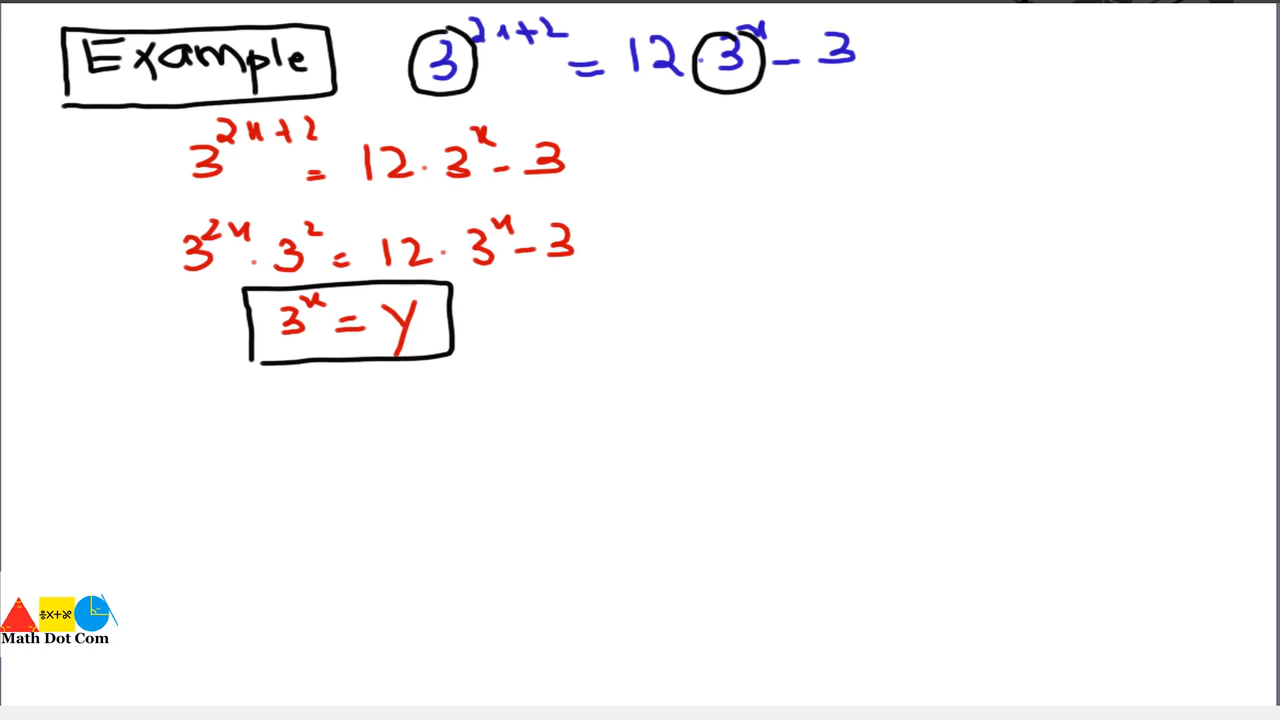 Example 3^{2x+2} = 12 · 3^x - 3
3^{2x+2} = 12 · 3^x - 3
3^{2x} · 3^2 = 12 · 3^x - 3
3^x = y
÷x+
Math Dot Com